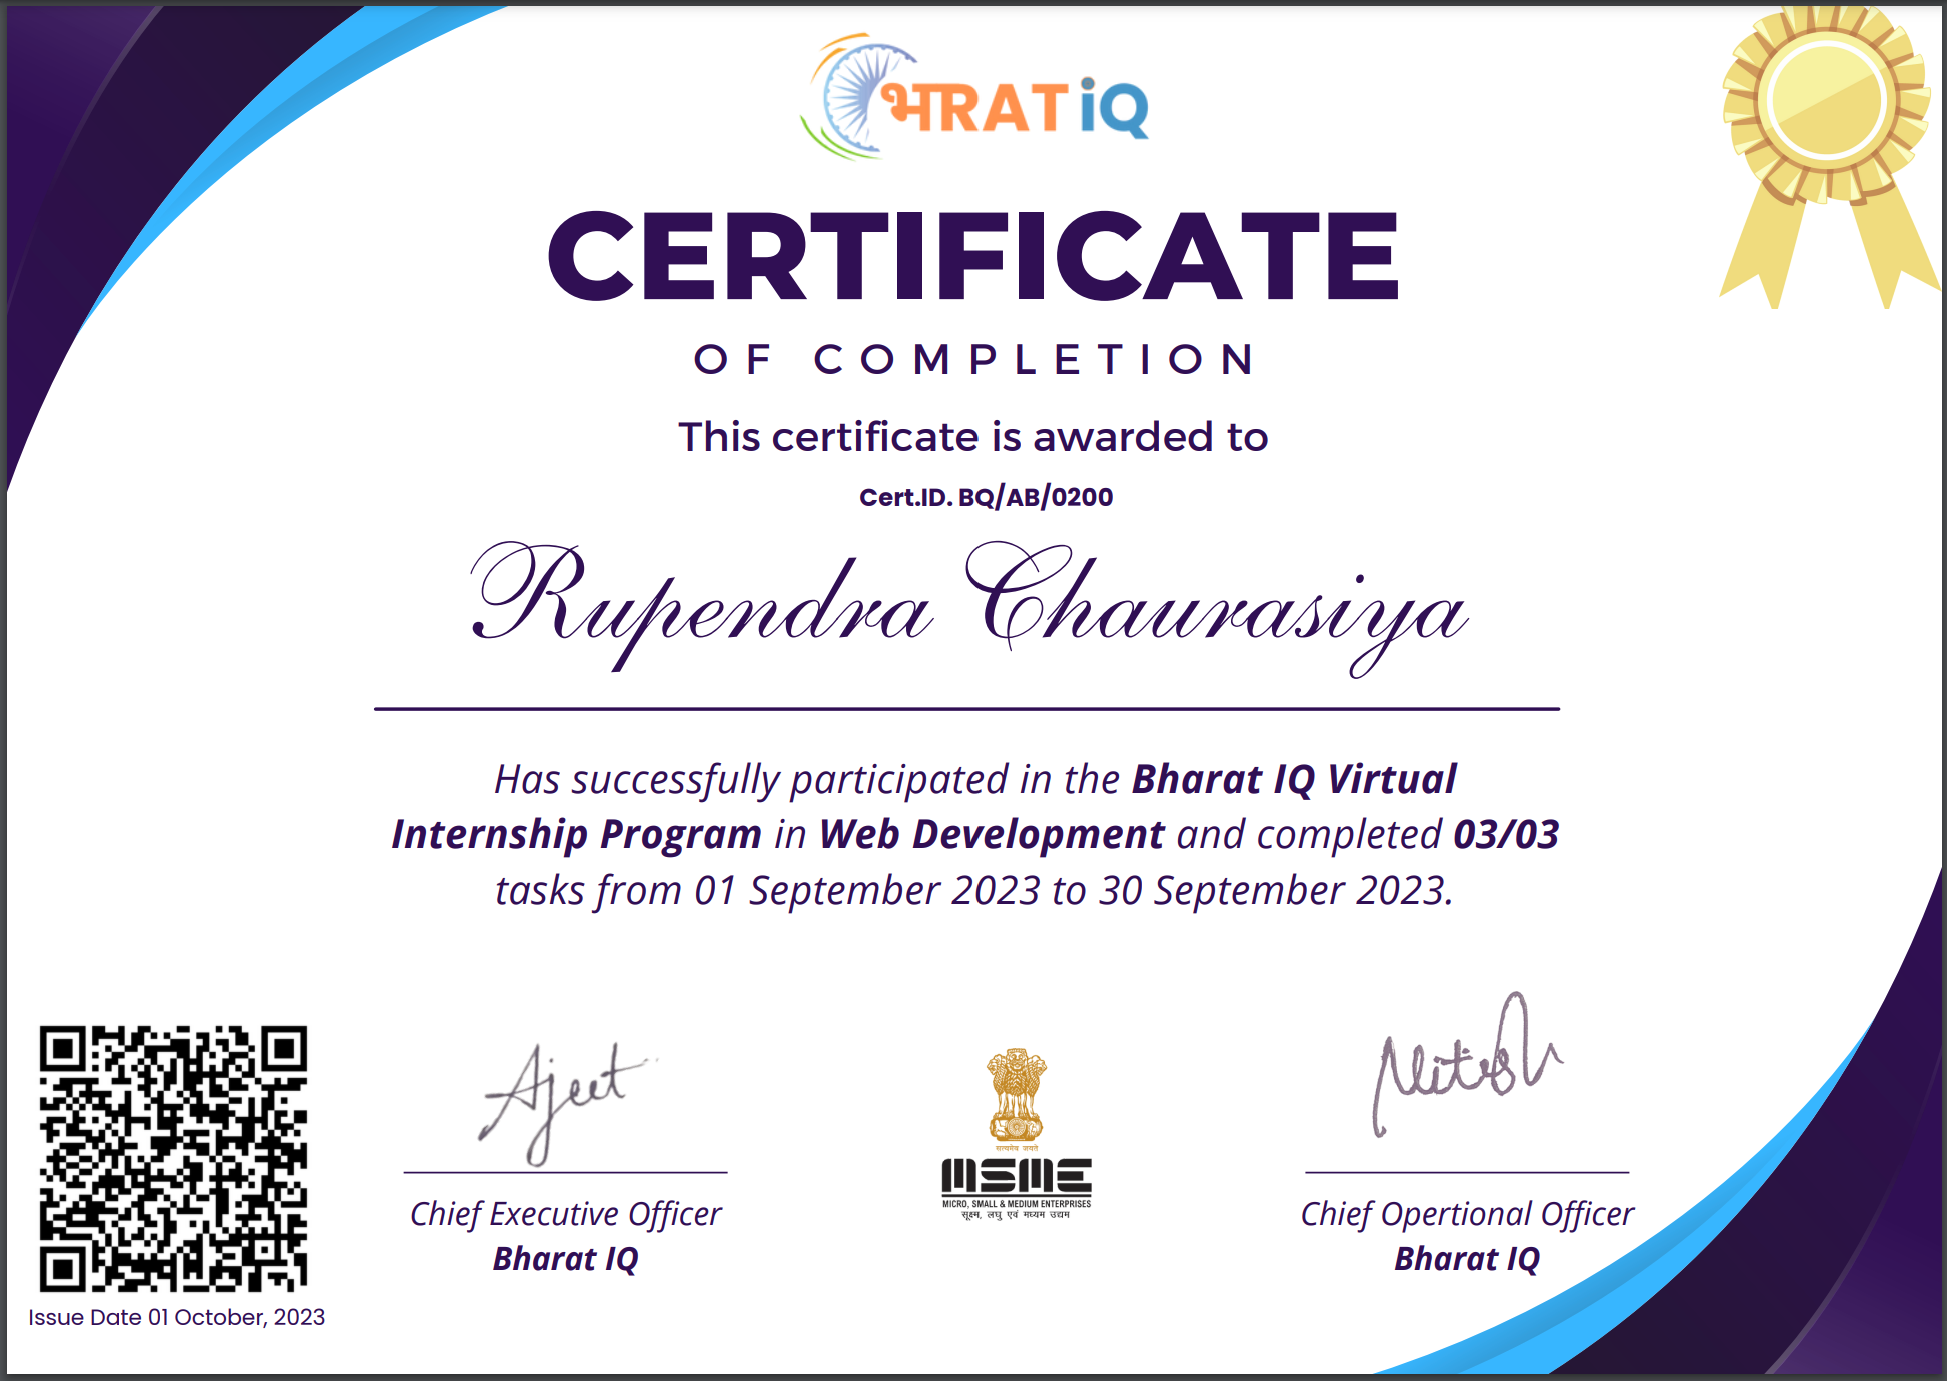 भRAT iQ
CERTIFICATE
OF COMPLETION
This certificate is awarded to
Cert.ID. BQ/AB/0200
Rupendra Chaurasiya
Has successfully participated in the Bharat IQ Virtual
Internship Program in Web Development and completed 03/03
tasks from 01 September 2023 to 30 September 2023.
Ajeet
Chief Executive Officer
Bharat IQ
सत्यमेव जयते
MSME
MICRO, SMALL & MEDIUM ENTERPRISES
सूक्ष्म, लघु एवं मध्यम उद्यम
Nitesh
Chief Opertional Officer
Bharat IQ
Issue Date 01 October, 2023